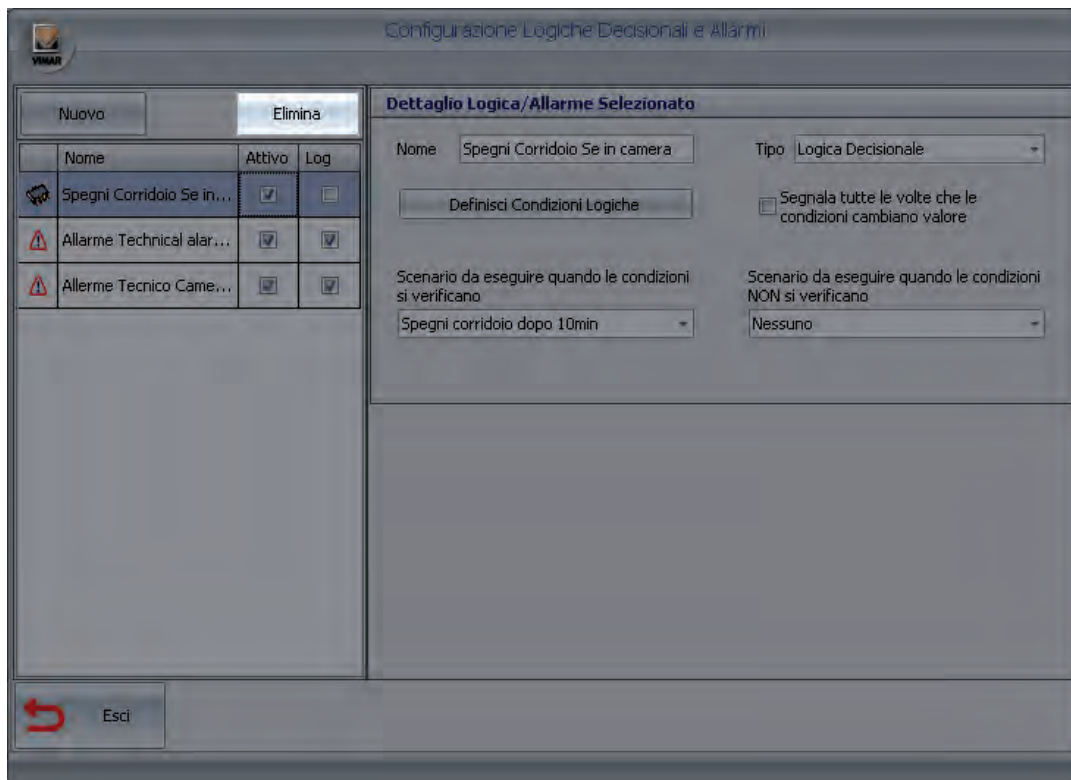 VIMAR
Configurazione Logiche Decisionali e Allarmi
Nuovo
Elimina
Nome Attivo Log
Spegni Corridoio Se in...
Allarme Technical alar...
Allerme Tecnico Came...
Dettaglio Logica/Allarme Selezionato
Nome Spegni Corridoio Se in camera
Tipo Logica Decisionale
Definisci Condizioni Logiche
Segnala tutte le volte che le
condizioni cambiano valore
Scenario da eseguire quando le condizioni
si verificano
Spegni corridoio dopo 10min
Scenario da eseguire quando le condizioni
NON si verificano
Nessuno
Esci